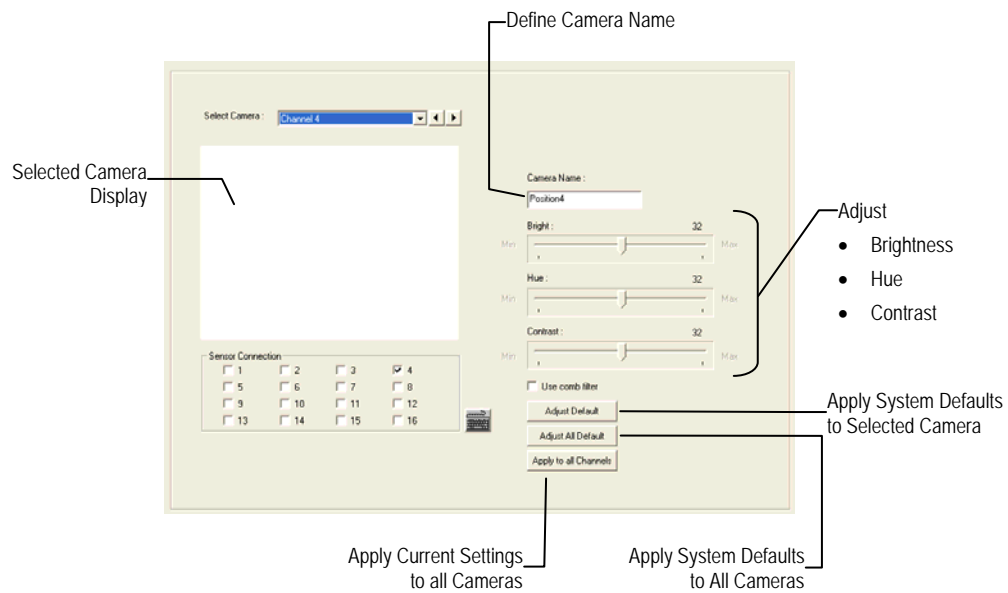 Define Camera Name
Select Camera :
Channel 4
Selected Camera
Display
Camera Name :
Position4
Bright :
32
Min
Max
Hue :
32
Min
Max
Contrast :
32
Min
Max
Adjust
• Brightness
• Hue
• Contrast
Sensor Connection
1 2 3 4
5 6 7 8
9 10 11 12
13 14 15 16
Use comb filter
Adjust Default
Adjust All Default
Apply to all Channels
Apply System Defaults
to Selected Camera
Apply Current Settings
to all Cameras
Apply System Defaults
to All Cameras